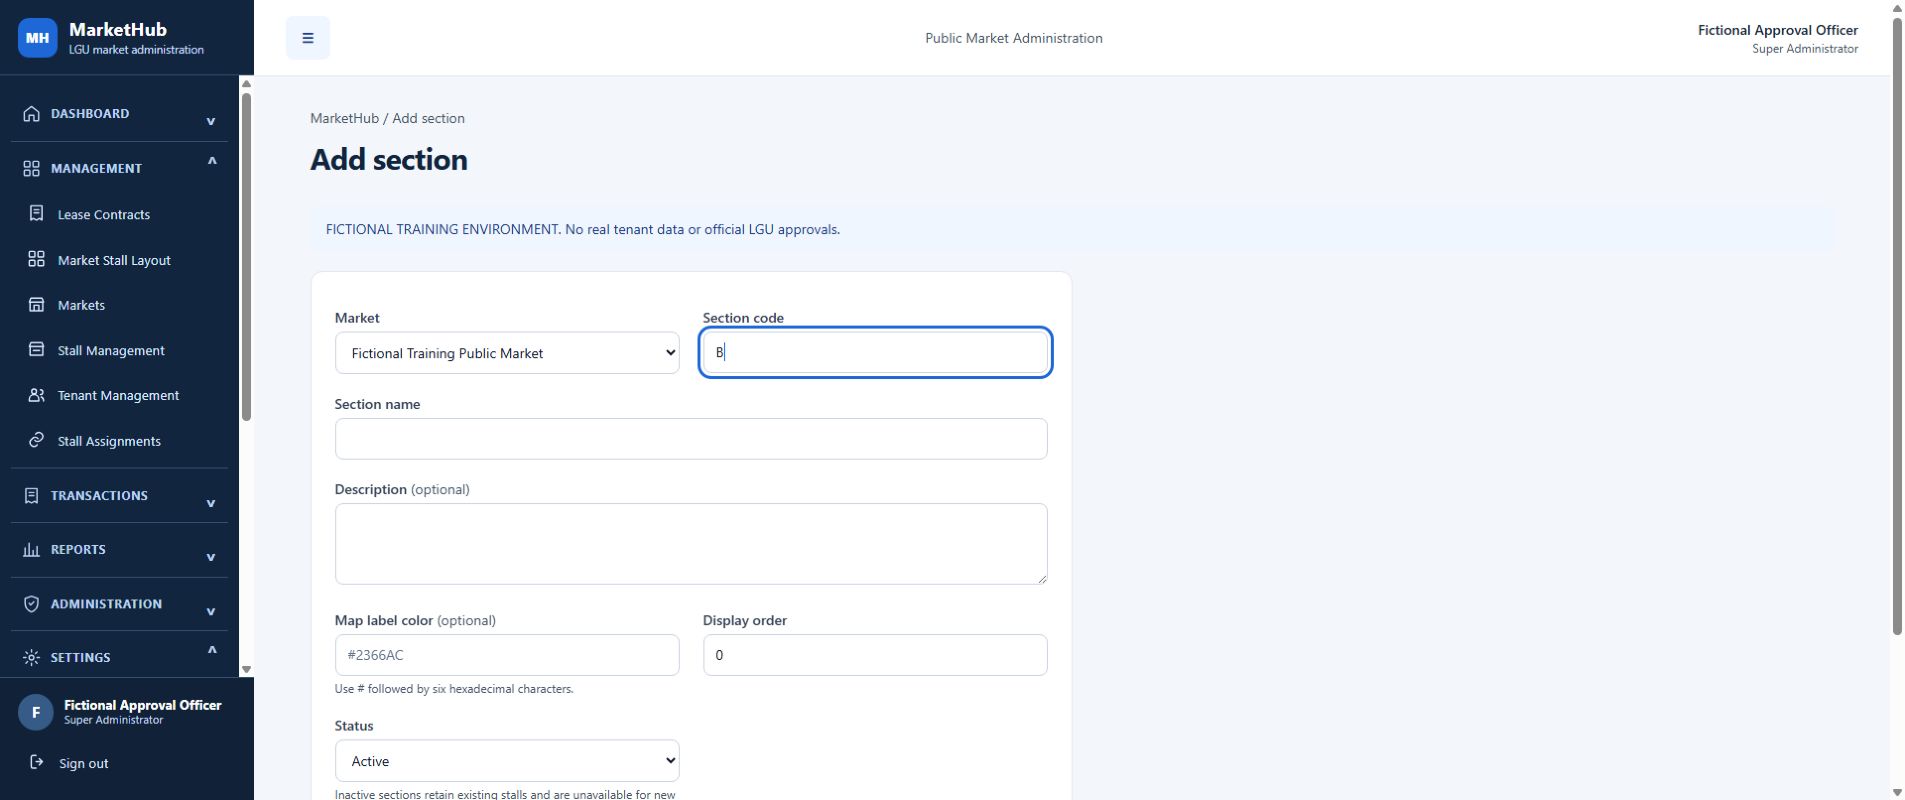 MH
MarketHub
LGU market administration
☰
Public Market Administration
Fictional Approval Officer
Super Administrator
DASHBOARD
MANAGEMENT
Lease Contracts
Market Stall Layout
Markets
Stall Management
Tenant Management
Stall Assignments
TRANSACTIONS
REPORTS
ADMINISTRATION
SETTINGS
F
Fictional Approval Officer
Super Administrator
Sign out
MarketHub / Add section
Add section
FICTIONAL TRAINING ENVIRONMENT. No real tenant data or official LGU approvals.
Market
Section code
Fictional Training Public Market
B
Section name
Description (optional)
Map label color (optional)
Display order
#2366AC
0
Use # followed by six hexadecimal characters.
Status
Active
Inactive sections retain existing stalls and are unavailable for new